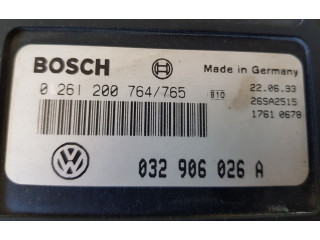 BOSCH Made in Germany
0 261 200 764/765 B10 22.06.93
26SA2515
1761 0678
VW 032 906 026 A